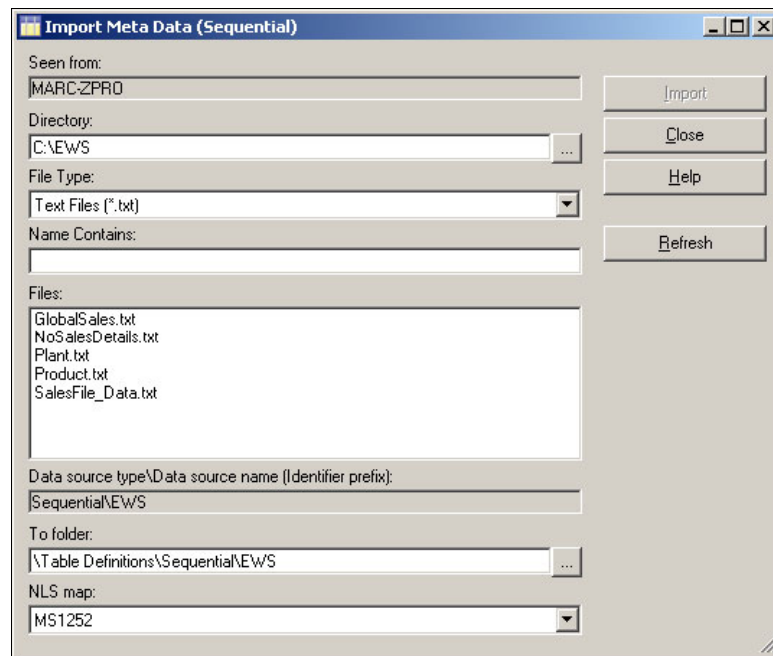 Import Meta Data (Sequential)
Seen from:
MARC-ZPRO
Import
Directory:
Close
C:\EWS
...
File Type:
Help
Text Files (*.txt)
Name Contains:
Refresh
Files:
GlobalSales.txt
NoSalesDetails.txt
Plant.txt
Product.txt
SalesFile_Data.txt
Data source type\Data source name (Identifier prefix):
Sequential\EWS
To folder:
\Table Definitions\Sequential\EWS
...
NLS map:
MS1252